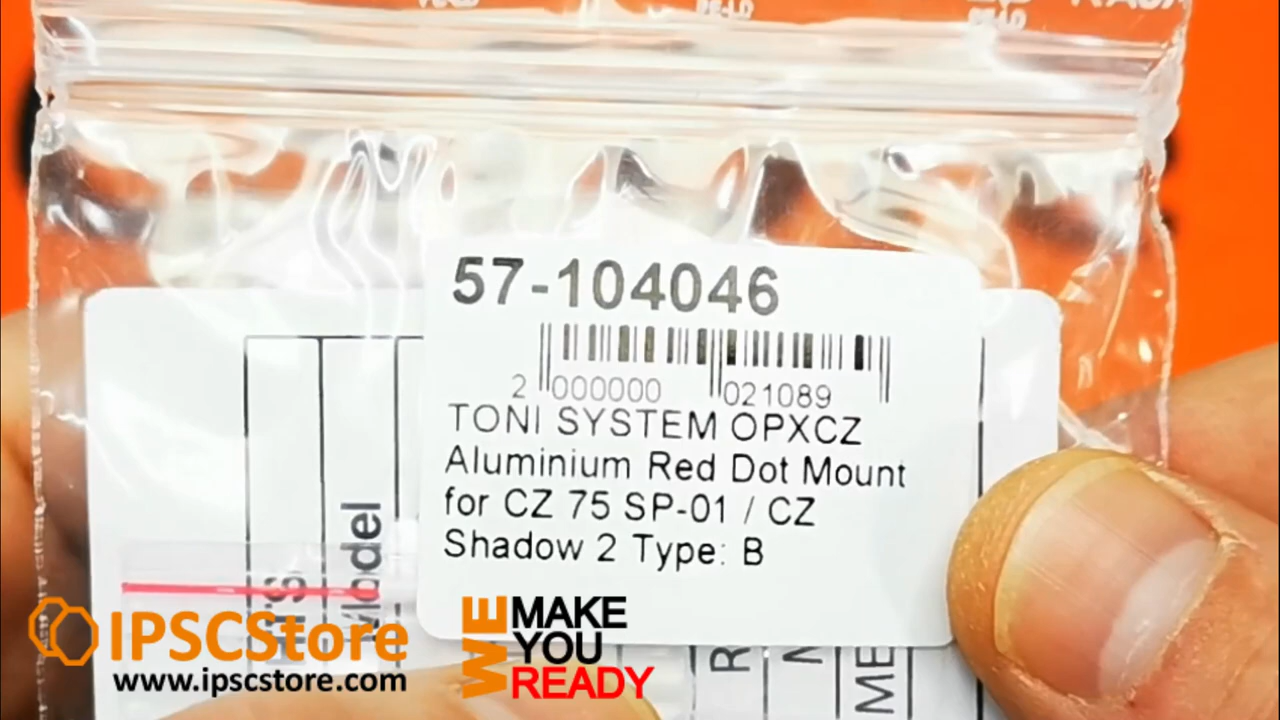 57-104046
2 000000 021089
TONI SYSTEM OPXCZ
Aluminium Red Dot Mount
for CZ 75 SP-01 / CZ
Shadow 2 Type: B
Model
IPSCStore
www.ipscstore.com
WE MAKE
YOU
READY
ME